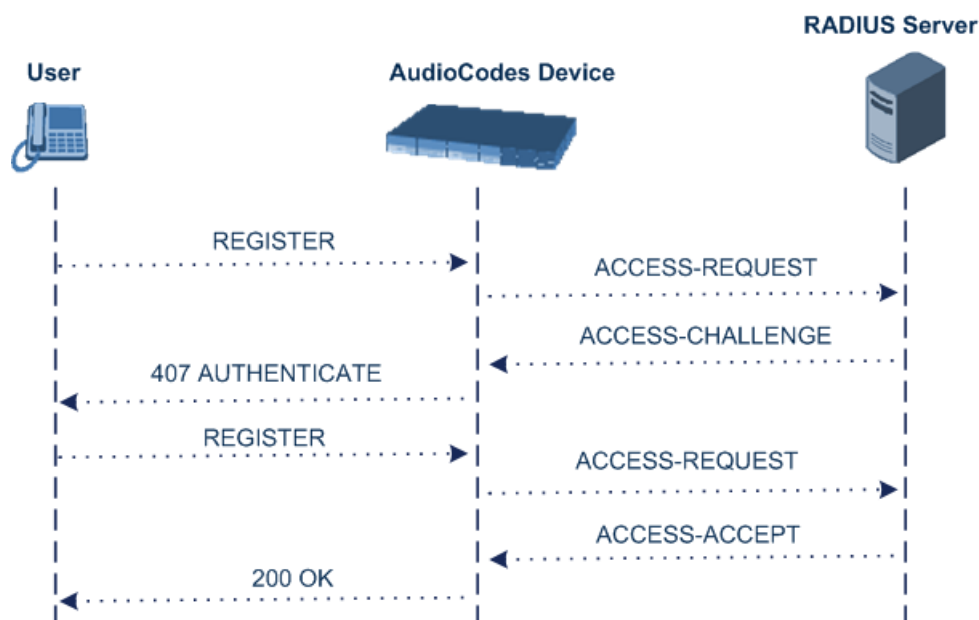 RADIUS Server
User
AudioCodes Device
REGISTER
ACCESS-REQUEST
ACCESS-CHALLENGE
407 AUTHENTICATE
REGISTER
ACCESS-REQUEST
ACCESS-ACCEPT
200 OK